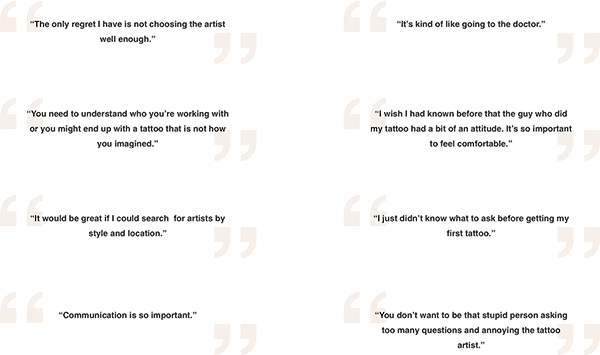 “The only regret I have is not choosing the artist
well enough.”
“It’s kind of like going to the doctor.”
“You need to understand who you’re working with
or you might end up with a tattoo that is not how
you imagined.”
“I wish I had known before that the guy who did
my tattoo had a bit of an attitude. It’s so important
to feel comfortable.”
“It would be great if I could search  for artists by
style and location.”
“I just didn’t know what to ask before getting my
first tattoo.”
“Communication is so important.”
“You don’t want to be that stupid person asking
too many questions and annoying the tattoo
artist.”